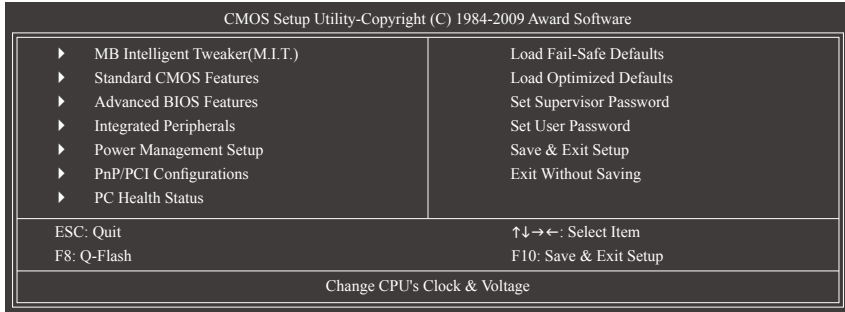 CMOS Setup Utility-Copyright (C) 1984-2009 Award Software
MB Intelligent Tweaker(M.I.T.)
Standard CMOS Features
Advanced BIOS Features
Integrated Peripherals
Power Management Setup
PnP/PCI Configurations
PC Health Status
Load Fail-Safe Defaults
Load Optimized Defaults
Set Supervisor Password
Set User Password
Save & Exit Setup
Exit Without Saving
ESC: Quit
F8: Q-Flash
↑↓→←: Select Item
F10: Save & Exit Setup
Change CPU's Clock & Voltage